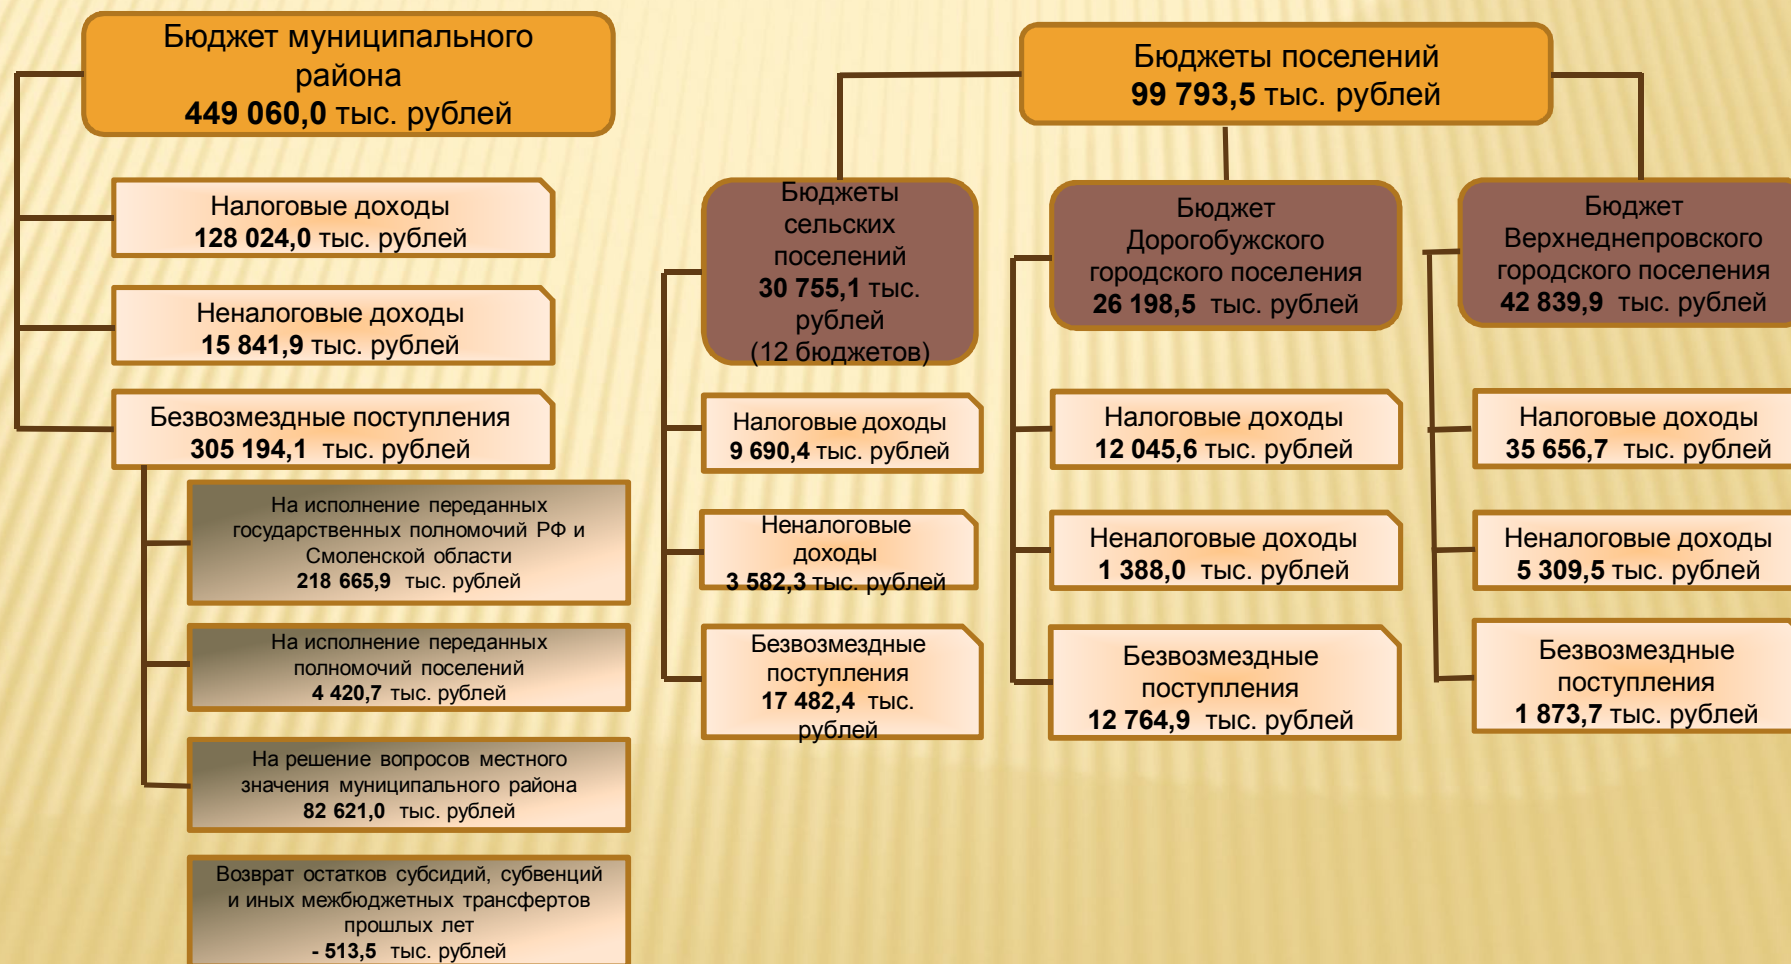 Бюджет муниципального
района
449 060,0 тыс. рублей
Налоговые доходы
128 024,0 тыс. рублей
Неналоговые доходы
15 841,9 тыс. рублей
Безвозмездные поступления
305 194,1 тыс. рублей
На исполнение переданных
государственных полномочий РФ и
Смоленской области
218 665,9 тыс. рублей
На исполнение переданных
полномочий поселений
4 420,7 тыс. рублей
На решение вопросов местного
значения муниципального района
82 621,0 тыс. рублей
Возврат остатков субсидий, субвенций
и иных межбюджетных трансфертов
прошлых лет
- 513,5 тыс. рублей
Бюджеты поселений
99 793,5 тыс. рублей
Бюджеты
сельских
поселений
30 755,1 тыс.
рублей
(12 бюджетов)
Налоговые доходы
9 690,4 тыс. рублей
Неналоговые
доходы
3 582,3 тыс. рублей
Безвозмездные
поступления
17 482,4 тыс.
рублей
Бюджет
Дорогобужского
городского поселения
26 198,5 тыс. рублей
Налоговые доходы
12 045,6 тыс. рублей
Неналоговые доходы
1 388,0 тыс. рублей
Безвозмездные
поступления
12 764,9 тыс. рублей
Бюджет
Верхнеднепровского
городского поселения
42 839,9 тыс. рублей
Налоговые доходы
35 656,7 тыс. рублей
Неналоговые доходы
5 309,5 тыс. рублей
Безвозмездные
поступления
1 873,7 тыс. рублей